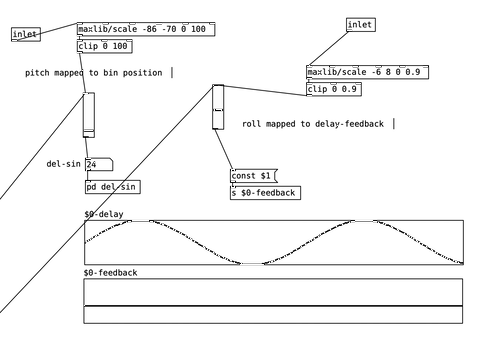 inlet
maxlib/scale -86 -70 0 100
clip 0 100
pitch mapped to bin position
inlet
maxlib/scale -6 8 0 0.9
clip 0 0.9
roll mapped to delay-feedback
del-sin 24
pd del-sin
const $1
s $0-feedback
$0-delay
$0-feedback